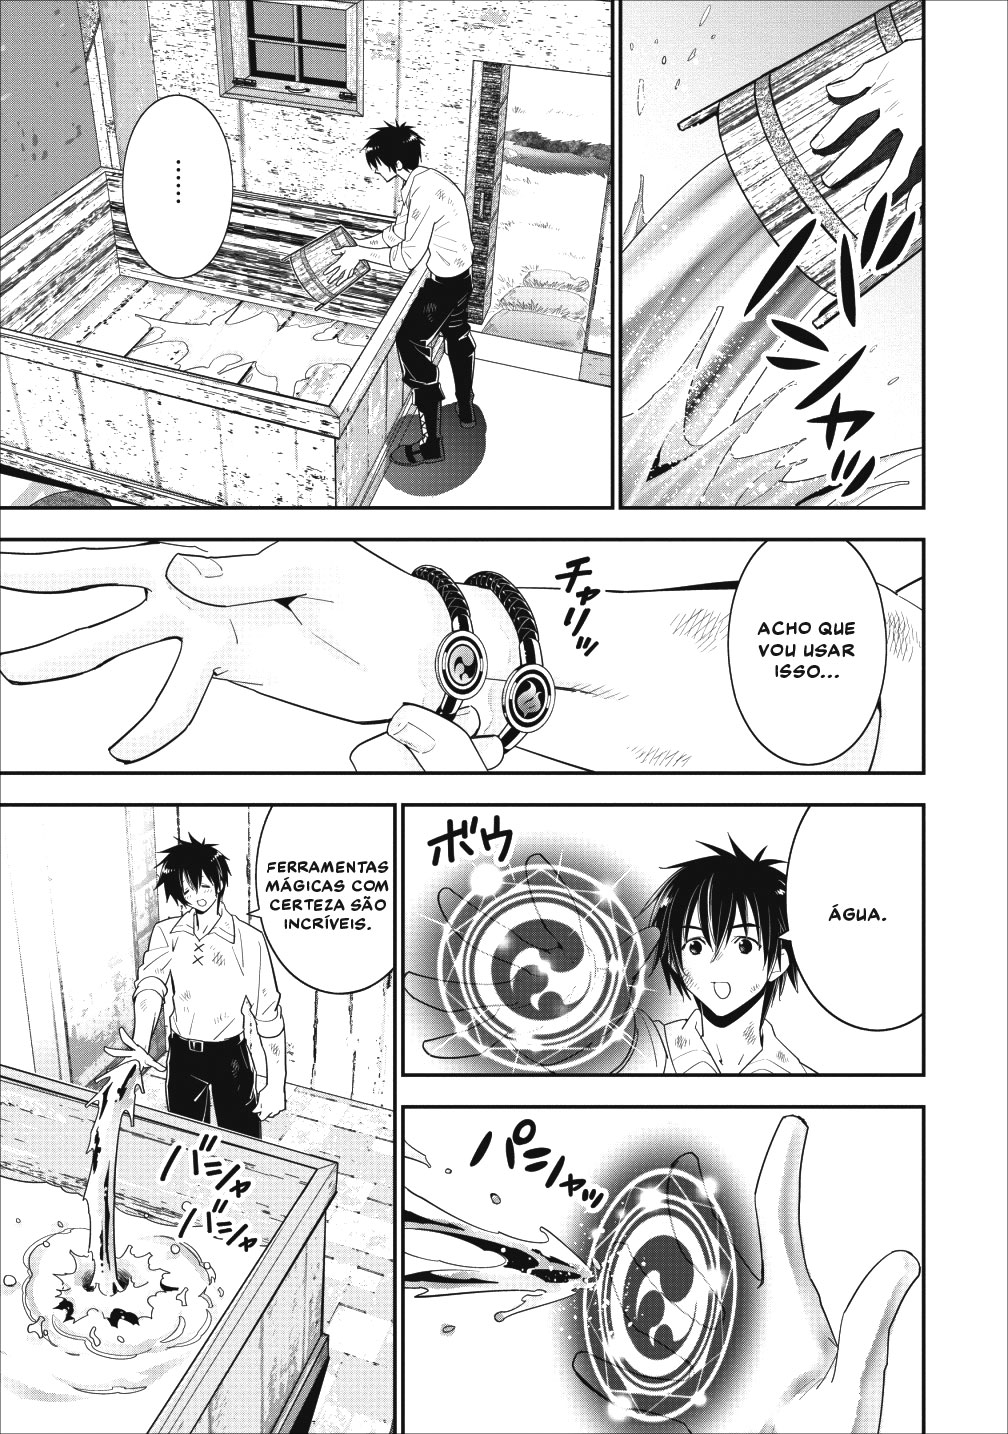 バシャッ
......
チャリッ
ACHO QUE
VOU USAR
ISSO...
ÁGUA.
ボウ
パシャッ
FERRAMENTAS
MÁGICAS COM
CERTEZA SÃO
INCRÍVEIS.
バシャ
バシャ